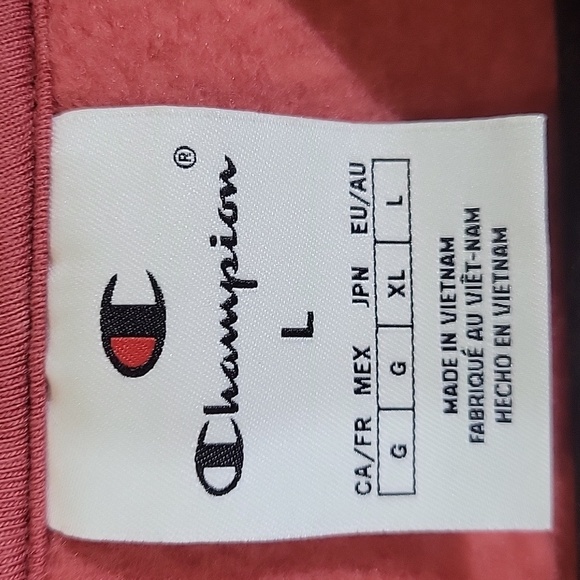 Champion®
L
CA/FR MEX JPN EU/AU
G G XL L
MADE IN VIETNAM
FABRIQUÉ AU VIÊT-NAM
HECHO EN VIETNAM